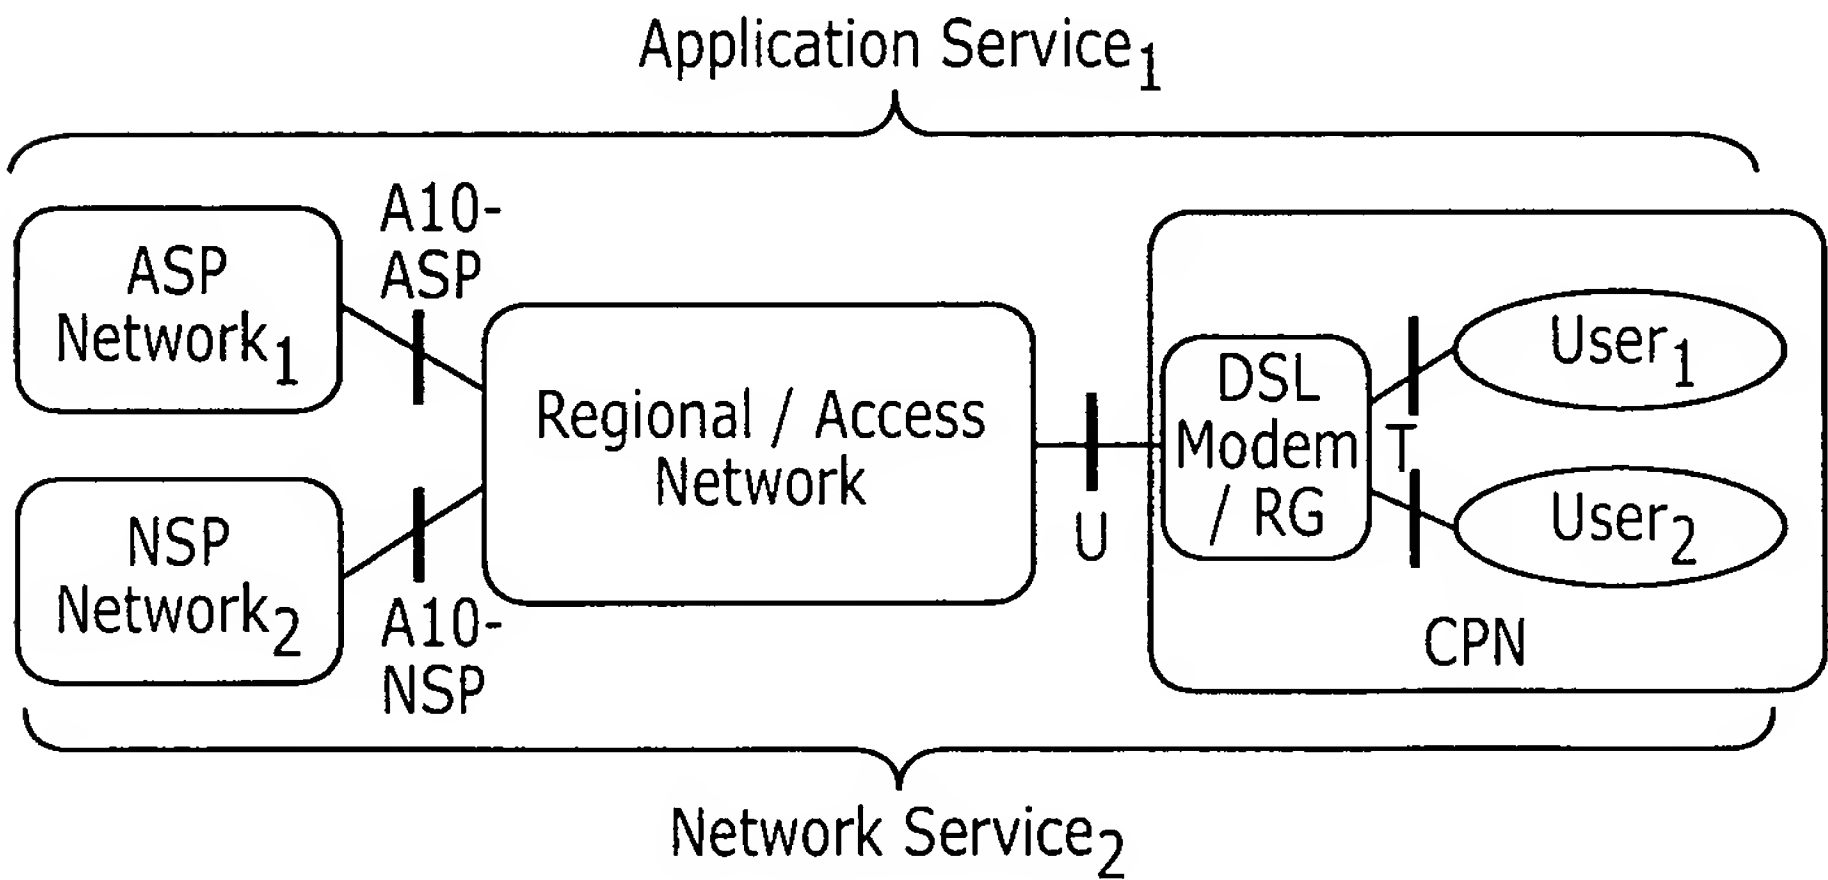 Application Service1
A10-
ASP
ASP
Network1
Regional / Access
Network
NSP
Network2
A10-
NSP
U
DSL
Modem
/ RG
T
User1
User2
CPN
Network Service2